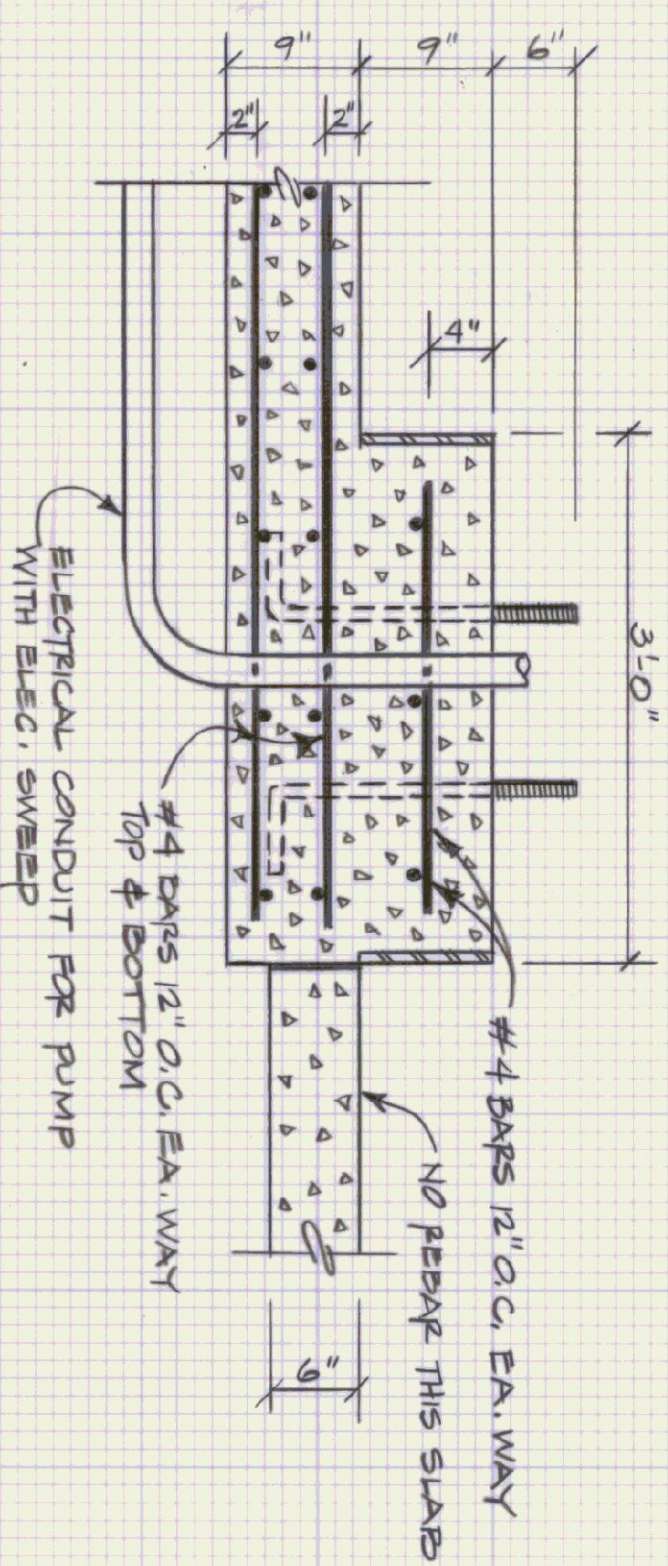 9"
9"
6"
2"
2"
4"
3'-0"
#4 BARS 12" O.C. EA. WAY
NO REBAR THIS SLAB
6"
#4 BARS 12" O.C. EA. WAY
TOP & BOTTOM
ELECTRICAL CONDUIT FOR PUMP
WITH ELEC. SWEEP